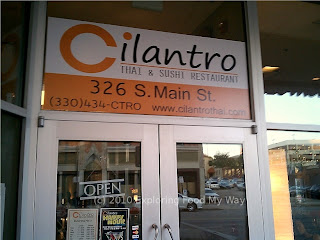 Cilantro
THAI & SUSHI RESTAURANT
326 S. Main St.
(330)434-CTRO www.cilantrothai.com
OPEN
(c) 2010 Exploring Food My Way